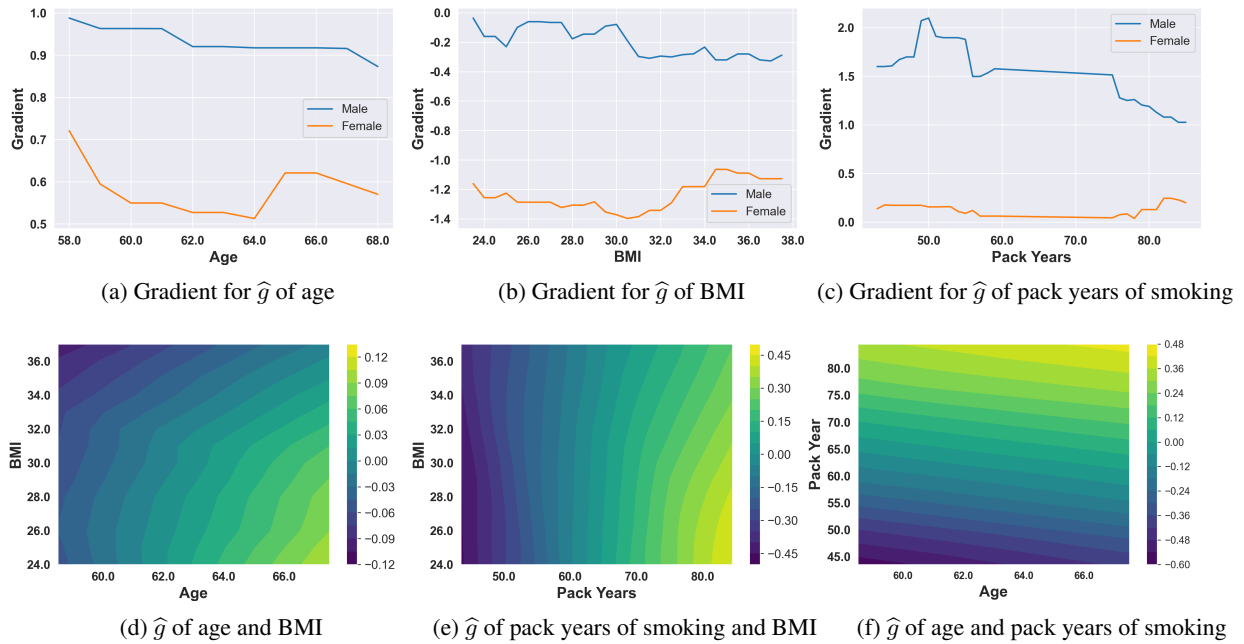 1.0
0.9
0.8
0.7
0.6
0.5
Gradient
Male
Female
58.0 60.0 62.0 64.0 66.0 68.0
Age
(a) Gradient for ĝ of age
0.0
−0.2
−0.4
−0.6
−0.8
−1.0
−1.2
−1.4
Gradient
Male
Female
24.0 26.0 28.0 30.0 32.0 34.0 36.0 38.0
BMI
(b) Gradient for ĝ of BMI
2.0
1.5
1.0
0.5
0.0
Gradient
Male
Female
50.0 60.0 70.0 80.0
Pack Years
(c) Gradient for ĝ of pack years of smoking
36.0
34.0
32.0
30.0
28.0
26.0
24.0
BMI
60.0 62.0 64.0 66.0
Age
0.12
0.09
0.06
0.03
0.00
−0.03
−0.06
−0.09
−0.12
(d) ĝ of age and BMI
36.0
34.0
32.0
30.0
28.0
26.0
24.0
BMI
50.0 60.0 70.0 80.0
Pack Years
0.45
0.30
0.15
0.00
−0.15
−0.30
−0.45
(e) ĝ of pack years of smoking and BMI
80.0
75.0
70.0
65.0
60.0
55.0
50.0
45.0
Pack Year
60.0 62.0 64.0 66.0
Age
0.48
0.36
0.24
0.12
0.00
−0.12
−0.24
−0.36
−0.48
−0.60
(f) ĝ of age and pack years of smoking